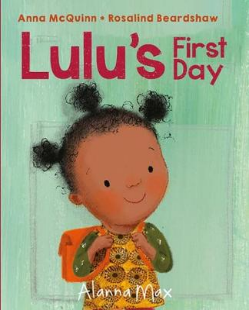 Anna McQuinn • Rosalind Beardshaw
Lulu's First Day
Alanna Max